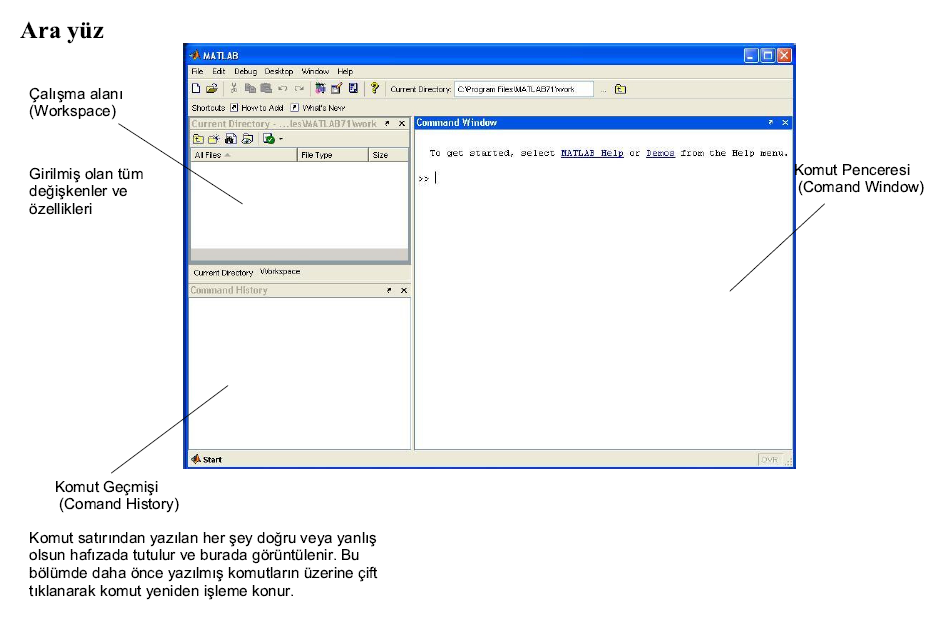 Ara yüz
MATLAB
File Edit Debug Desktop Window Help
Current Directory: C:\Program Files\MATLAB71\work ...
Shortcuts How to Add What's New
Current Directory - ...les\MATLAB71\work
All Files File Type Size
Current Directory Workspace
Command History
Command Window
To get started, select MATLAB Help or Demos from the Help menu.
>>
Start
OVR
Çalışma alanı
(Workspace)
Girilmiş olan tüm
değişkenler ve
özellikleri
Komut Penceresi
(Comand Window)
Komut Geçmişi
(Comand History)
Komut satırından yazılan her şey doğru veya yanlış
olsun hafızada tutulur ve burada görüntülenir. Bu
bölümde daha önce yazılmış komutların üzerine çift
tıklanarak komut yeniden işleme konur.